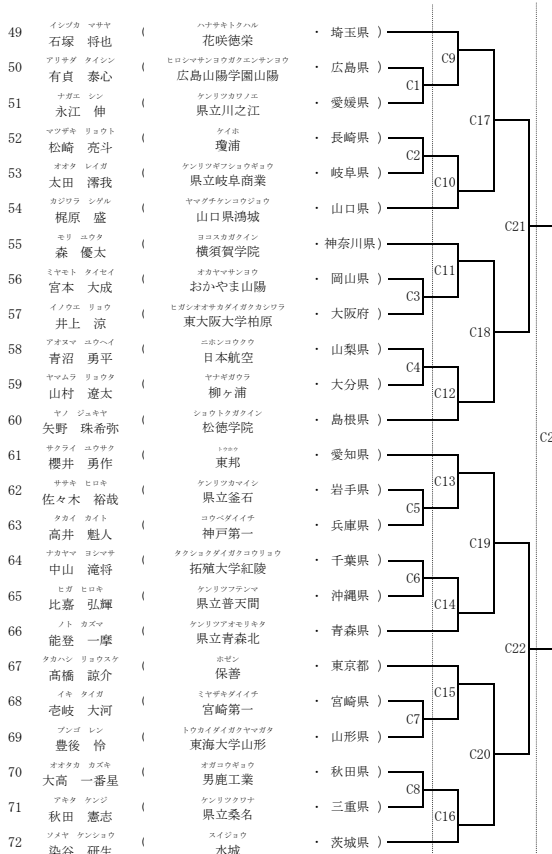 イシヅカ マサヤ ハナサキトクハル
49 石塚 将也 ( 花咲徳栄 ・ 埼玉県 )
アリサダ タイシン ヒロシマサンヨウガクエンサンヨウ
50 有貞 泰心 ( 広島山陽学園山陽 ・ 広島県 )
ナガエ シン ケンリツカワノエ
51 永江 伸 ( 県立川之江 ・ 愛媛県 )
マツザキ リョウト ケイホ
52 松崎 亮斗 ( 瓊浦 ・ 長崎県 )
オオタ レイガ ケンリツギフショウギョウ
53 太田 澪我 ( 県立岐阜商業 ・ 岐阜県 )
カジワラ シゲル ヤマグチケンコウジョウ
54 梶原 盛 ( 山口県鴻城 ・ 山口県 )
モリ ユウタ ヨコスカガクイン
55 森 優太 ( 横須賀学院 ・ 神奈川県)
ミヤモト タイセイ オカヤマサンヨウ
56 宮本 大成 ( おかやま山陽 ・ 岡山県 )
イノウエ リョウ ヒガシオオサカダイガクカシワラ
57 井上 涼 ( 東大阪大学柏原 ・ 大阪府 )
アオヌマ ユウヘイ ニホンコウクウ
58 青沼 勇平 ( 日本航空 ・ 山梨県 )
ヤマムラ リョウタ ヤナギガウラ
59 山村 遼太 ( 柳ヶ浦 ・ 大分県 )
ヤノ ジュキヤ ショウトクガクイン
60 矢野 珠希弥 ( 松徳学院 ・ 島根県 )
サクライ ユウサク トウホウ
61 櫻井 勇作 ( 東邦 ・ 愛知県 )
ササキ ヒロキ ケンリツカマイシ
62 佐々木 裕哉 ( 県立釜石 ・ 岩手県 )
タカイ カイト コウベダイイチ
63 高井 魁人 ( 神戸第一 ・ 兵庫県 )
ナカヤマ ヨシマサ タクショクダイガクコウリョウ
64 中山 滝将 ( 拓殖大学紅陵 ・ 千葉県 )
ヒガ ヒロキ ケンリツフテンマ
65 比嘉 弘輝 ( 県立普天間 ・ 沖縄県 )
ノト カズマ ケンリツアオモリキタ
66 能登 一摩 ( 県立青森北 ・ 青森県 )
タカハシ リョウスケ ホゼン
67 髙橋 諒介 ( 保善 ・ 東京都 )
イキ タイガ ミヤザキダイイチ
68 壱岐 大河 ( 宮崎第一 ・ 宮崎県 )
ブンゴ レン トウカイダイガクヤマガタ
69 豊後 怜 ( 東海大学山形 ・ 山形県 )
オオタカ カズキ オガコウギョウ
70 大高 一番星 ( 男鹿工業 ・ 秋田県 )
アキタ ケンジ ケンリツクワナ
71 秋田 憲志 ( 県立桑名 ・ 三重県 )
ソメヤ ケンショウ スイジョウ
72 染谷 研生 ( 水城 ・ 茨城県 )
C9
C1
C17
C2
C10
C21
C11
C3
C18
C4
C12
C13
C5
C19
C6
C14
C22
C15
C7
C20
C8
C16